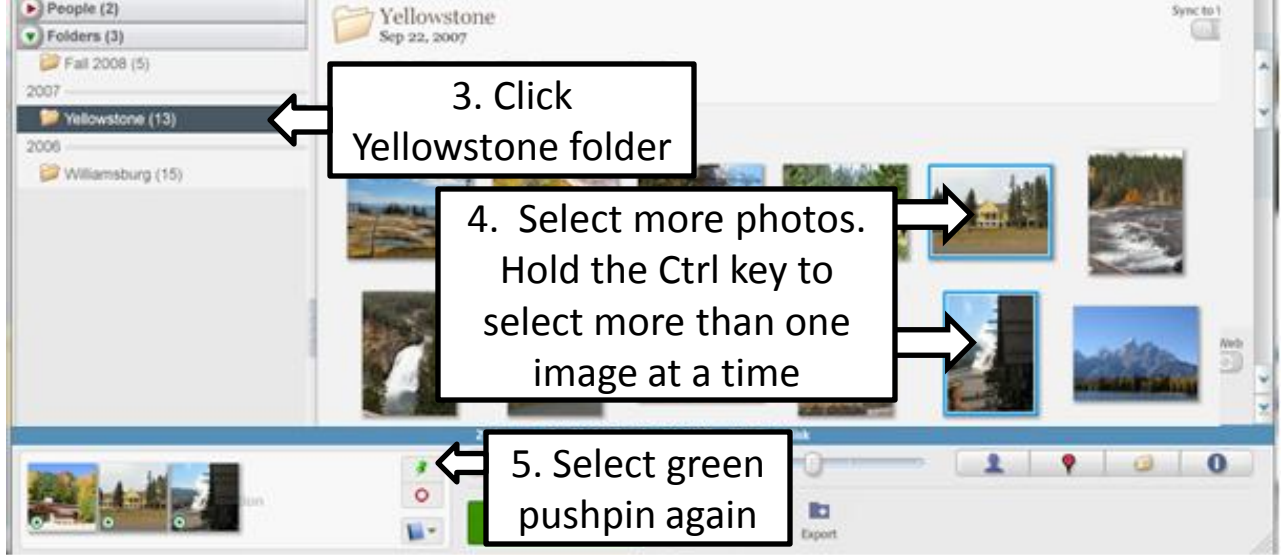 People (2)
Folders (3)
Fall 2008 (5)
2007
Yellowstone (13)
2006
Williamsburg (15)
Yellowstone
Sep 22, 2007
Sync to
3. Click
Yellowstone folder
4. Select more photos.
Hold the Ctrl key to
select more than one
image at a time
Web
5. Select green
pushpin again
Export